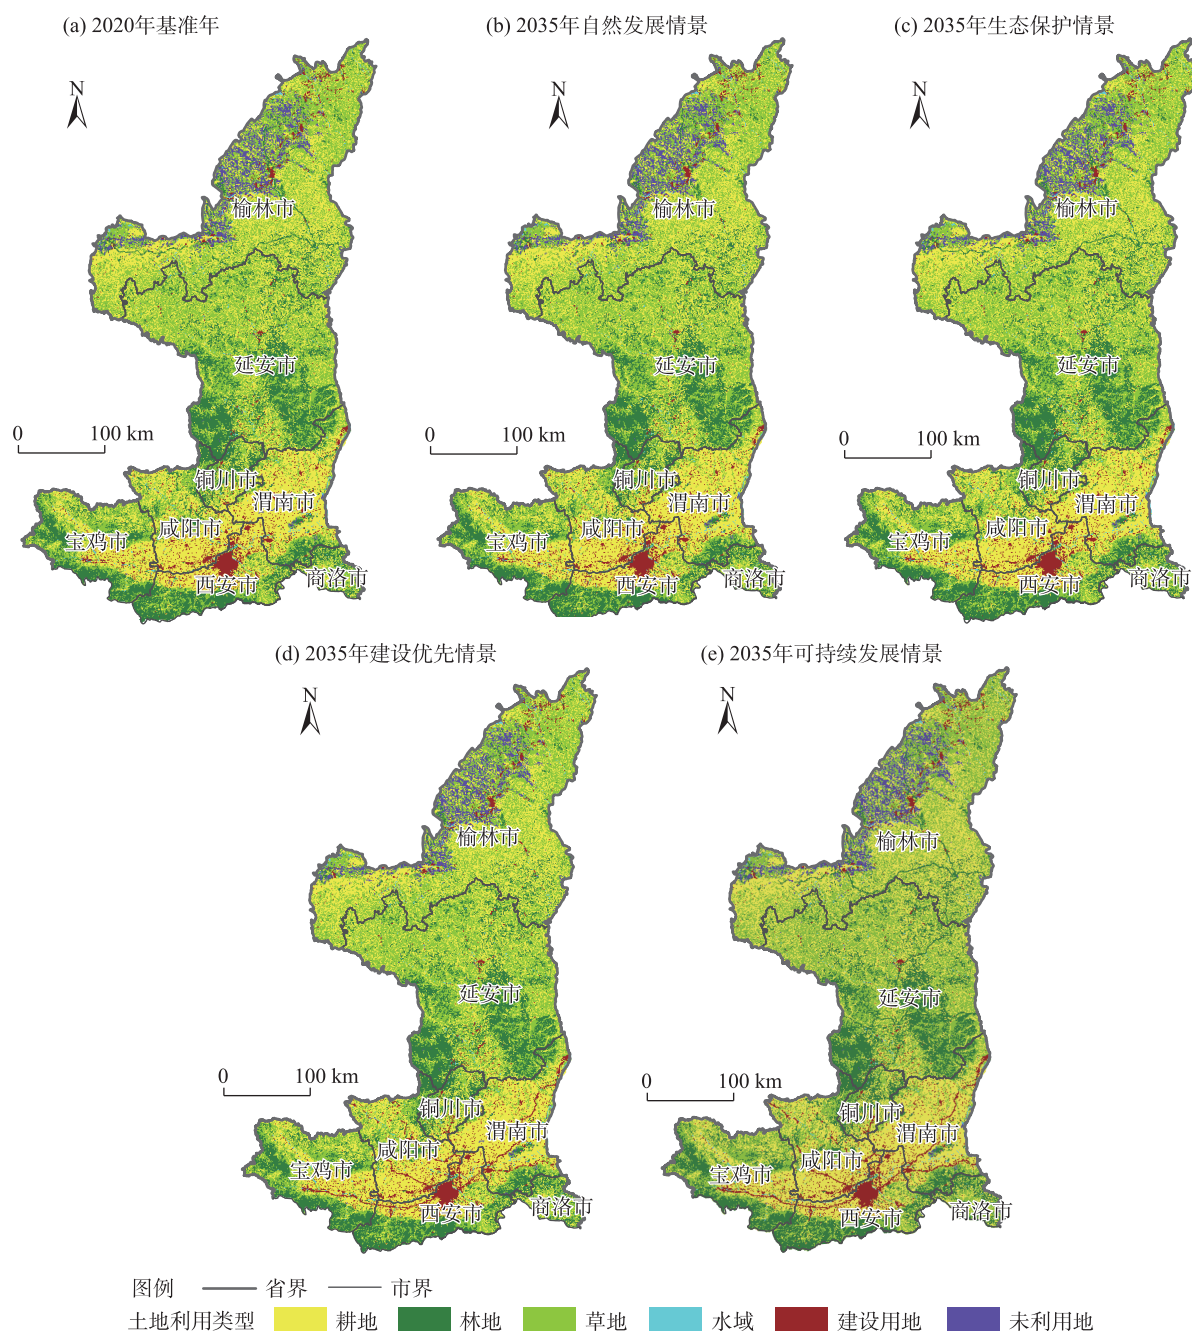 (a) 2020年基准年
(b) 2035年自然发展情景
(c) 2035年生态保护情景
N
N
N
榆林市
榆林市
榆林市
延安市
延安市
延安市
0 100 km
0 100 km
0 100 km
铜川市
渭南市
咸阳市
宝鸡市
西安市
商洛市
铜川市
渭南市
咸阳市
宝鸡市
西安市
商洛市
铜川市
渭南市
咸阳市
宝鸡市
西安市
商洛市
(d) 2035年建设优先情景
(e) 2035年可持续发展情景
N
N
榆林市
榆林市
延安市
延安市
0 100 km
0 100 km
铜川市
渭南市
咸阳市
宝鸡市
西安市
商洛市
铜川市
渭南市
咸阳市
宝鸡市
西安市
商洛市
图例 省界 市界
土地利用类型 耕地 林地 草地 水域 建设用地 未利用地